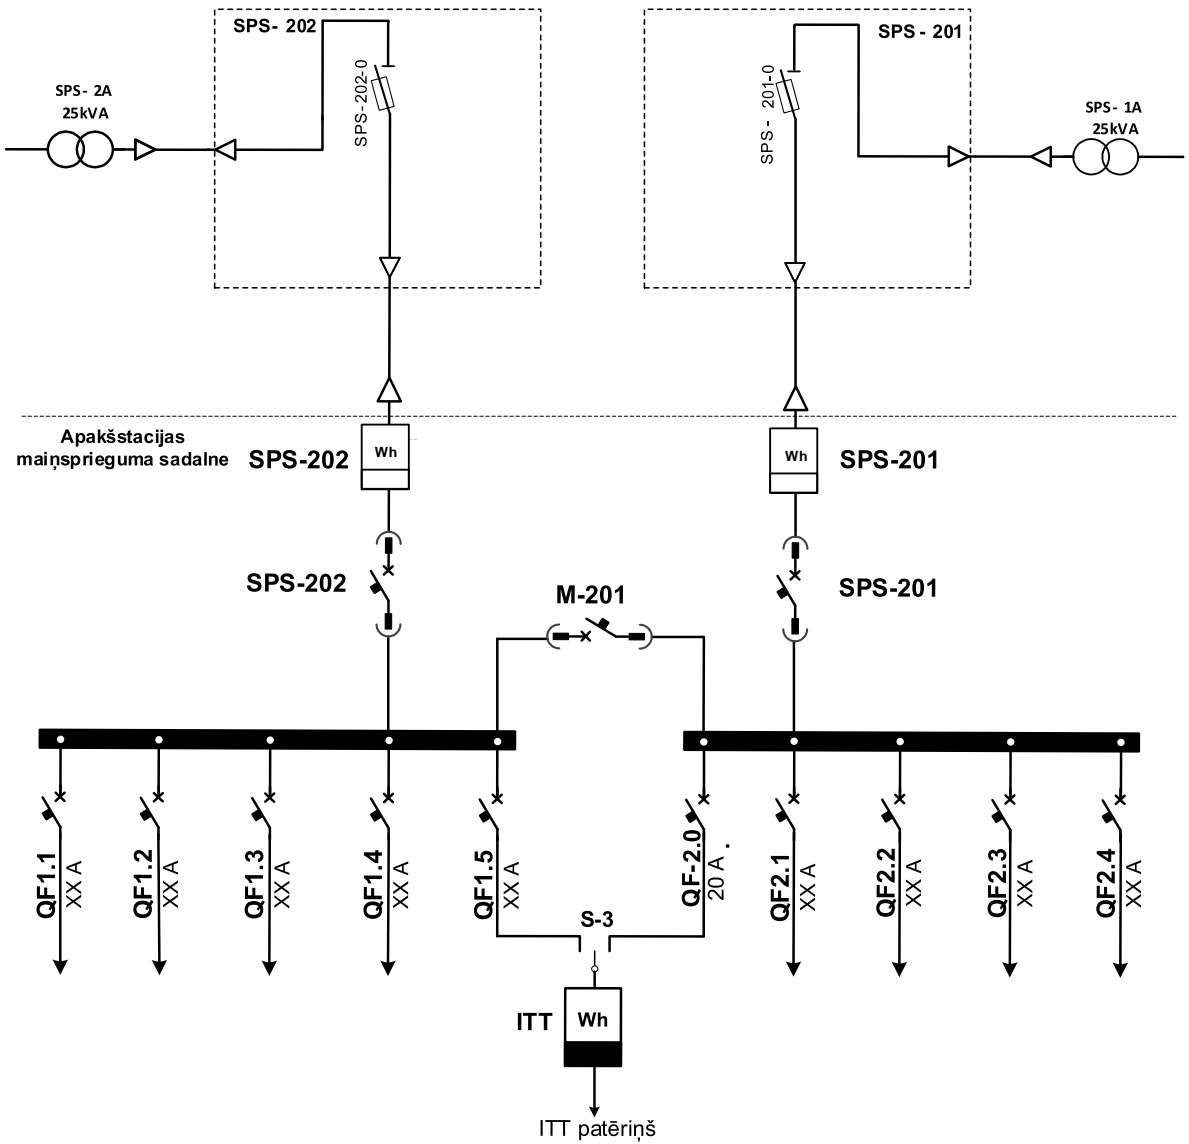 SPS- 202
SPS - 201
SPS- 2A
25kVA
SPS-202-0
SPS - 201-0
SPS- 1A
25kVA
Apakšstacijas
maiņsprieguma sadalne
SPS-202
Wh
Wh
SPS-201
SPS-202
M-201
SPS-201
QF1.1
XX A
QF1.2
XX A
QF1.3
XX A
QF1.4
XX A
QF1.5
XX A
QF-2.0
20 A .
QF2.1
XX A
QF2.2
XX A
QF2.3
XX A
QF2.4
XX A
S-3
ITT
Wh
ITT patēriņš